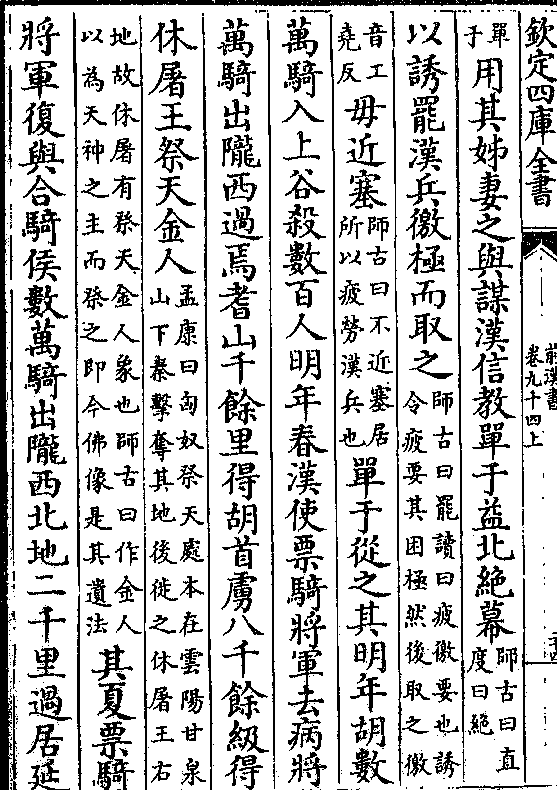 欽定四庫全書
前漢書
卷九十四上
單于用其姊妻之與謀漢信教單于益北絶幕師古曰直度曰絶
以誘罷漢兵徼極而取之師古曰罷讀曰疲徼要也誘令疲要其困極然後取之徼
音工堯反毋近塞師古曰不近塞居所以疲勞漢兵也單于從之其明年胡數
萬騎入上谷殺數百人明年春漢使票騎將軍去病將
萬騎出隴西過焉耆山千餘里得胡首虜八千餘級得
休屠王祭天金人孟康曰匈奴祭天處本在雲陽甘泉山下秦擊奪其地後徙之休屠王右
地故休屠有祭天金人象也師古曰作金人以為天神之主而祭之即今佛像是其遺法其夏票騎
將軍復與合騎侯數萬騎出隴西北地二千里過居延